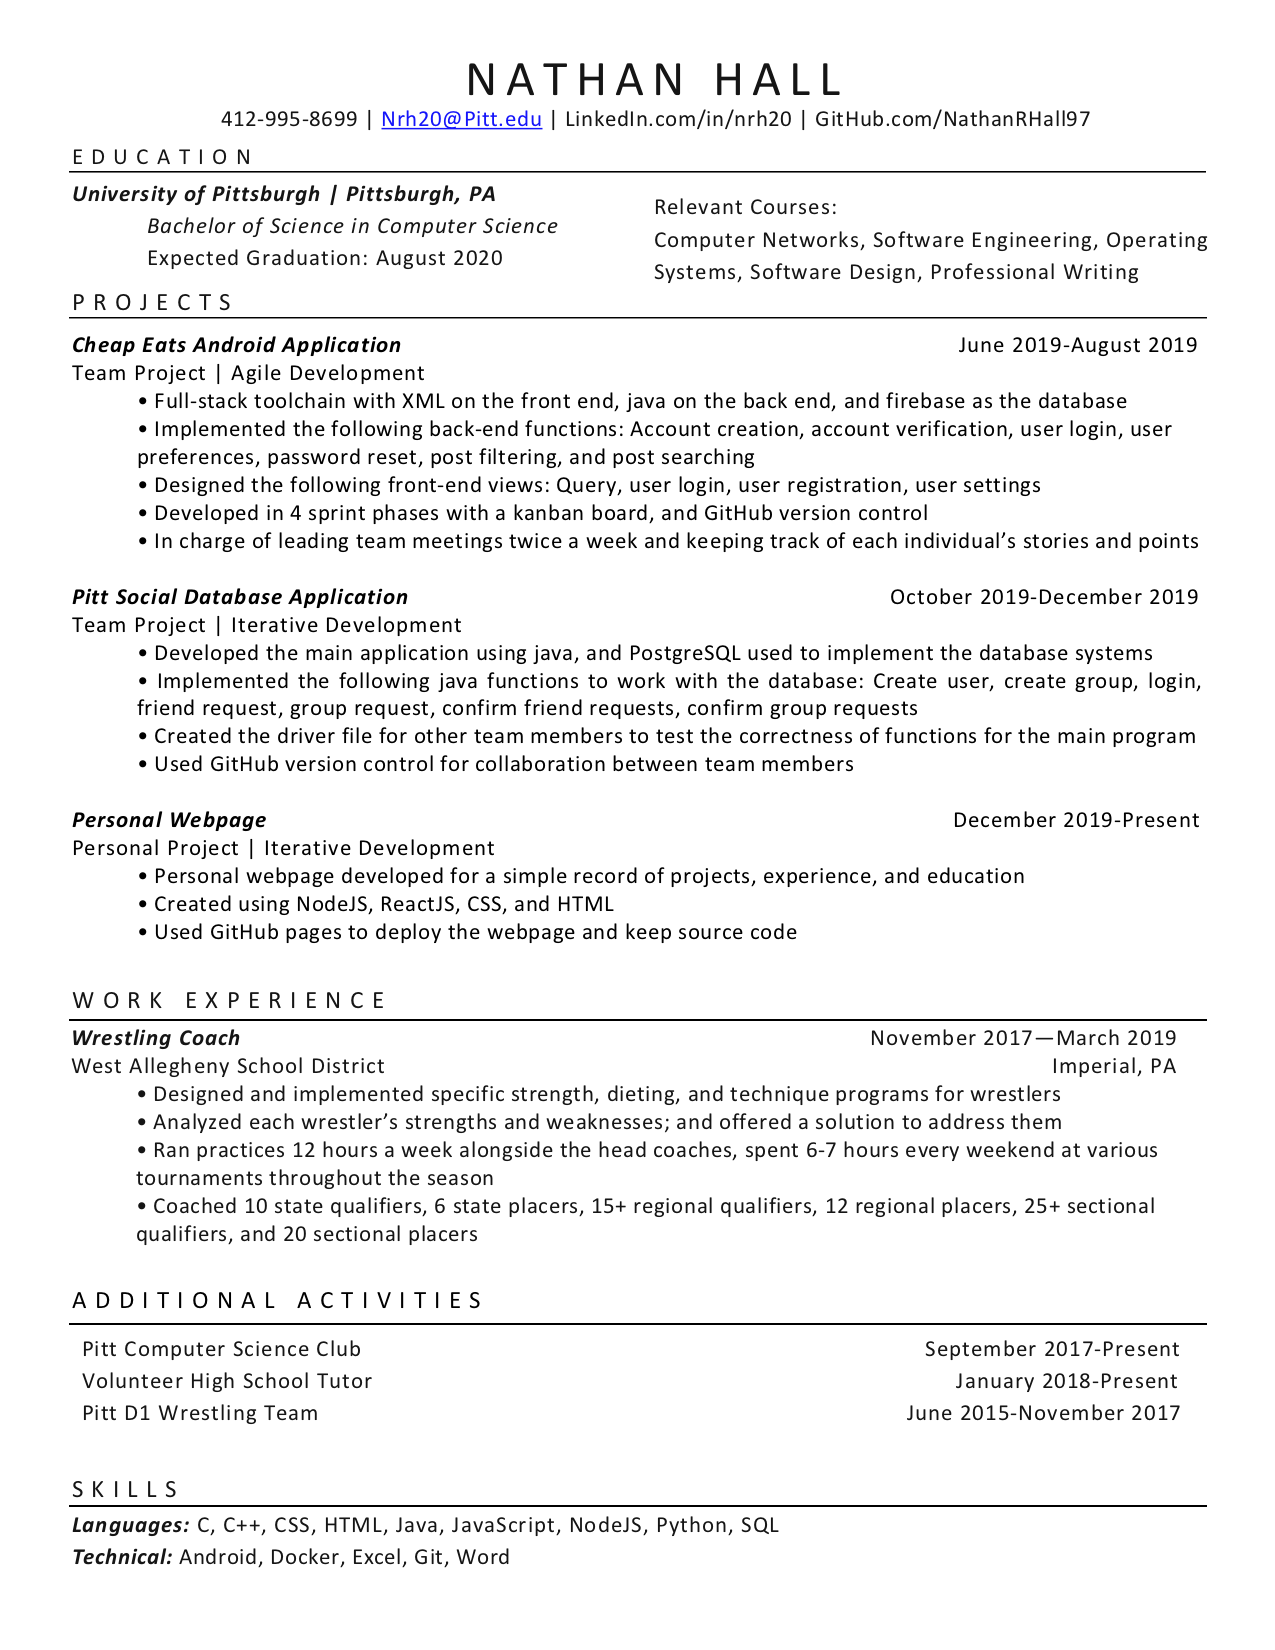 NATHAN HALL
412-995-8699 | Nrh20@Pitt.edu | LinkedIn.com/in/nrh20 | GitHub.com/NathanRHall97
EDUCATION
University of Pittsburgh | Pittsburgh, PA
Bachelor of Science in Computer Science
Expected Graduation: August 2020
Relevant Courses:
Computer Networks, Software Engineering, Operating
Systems, Software Design, Professional Writing
PROJECTS
Cheap Eats Android Application June 2019-August 2019
Team Project | Agile Development
• Full-stack toolchain with XML on the front end, java on the back end, and firebase as the database
• Implemented the following back-end functions: Account creation, account verification, user login, user
preferences, password reset, post filtering, and post searching
• Designed the following front-end views: Query, user login, user registration, user settings
• Developed in 4 sprint phases with a kanban board, and GitHub version control
• In charge of leading team meetings twice a week and keeping track of each individual’s stories and points
Pitt Social Database Application October 2019-December 2019
Team Project | Iterative Development
• Developed the main application using java, and PostgreSQL used to implement the database systems
• Implemented the following java functions to work with the database: Create user, create group, login,
friend request, group request, confirm friend requests, confirm group requests
• Created the driver file for other team members to test the correctness of functions for the main program
• Used GitHub version control for collaboration between team members
Personal Webpage December 2019-Present
Personal Project | Iterative Development
• Personal webpage developed for a simple record of projects, experience, and education
• Created using NodeJS, ReactJS, CSS, and HTML
• Used GitHub pages to deploy the webpage and keep source code
WORK EXPERIENCE
Wrestling Coach November 2017—March 2019
West Allegheny School District Imperial, PA
• Designed and implemented specific strength, dieting, and technique programs for wrestlers
• Analyzed each wrestler’s strengths and weaknesses; and offered a solution to address them
• Ran practices 12 hours a week alongside the head coaches, spent 6-7 hours every weekend at various
tournaments throughout the season
• Coached 10 state qualifiers, 6 state placers, 15+ regional qualifiers, 12 regional placers, 25+ sectional
qualifiers, and 20 sectional placers
ADDITIONAL ACTIVITIES
Pitt Computer Science Club September 2017-Present
Volunteer High School Tutor January 2018-Present
Pitt D1 Wrestling Team June 2015-November 2017
SKILLS
Languages: C, C++, CSS, HTML, Java, JavaScript, NodeJS, Python, SQL
Technical: Android, Docker, Excel, Git, Word